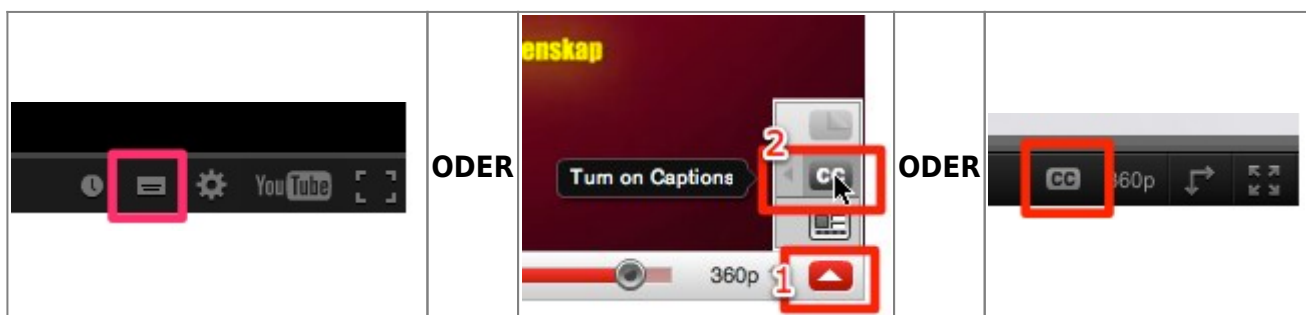 YouTube
ODER
enskap
2
Turn on Captions
CC
360p
1
ODER
CC
360p